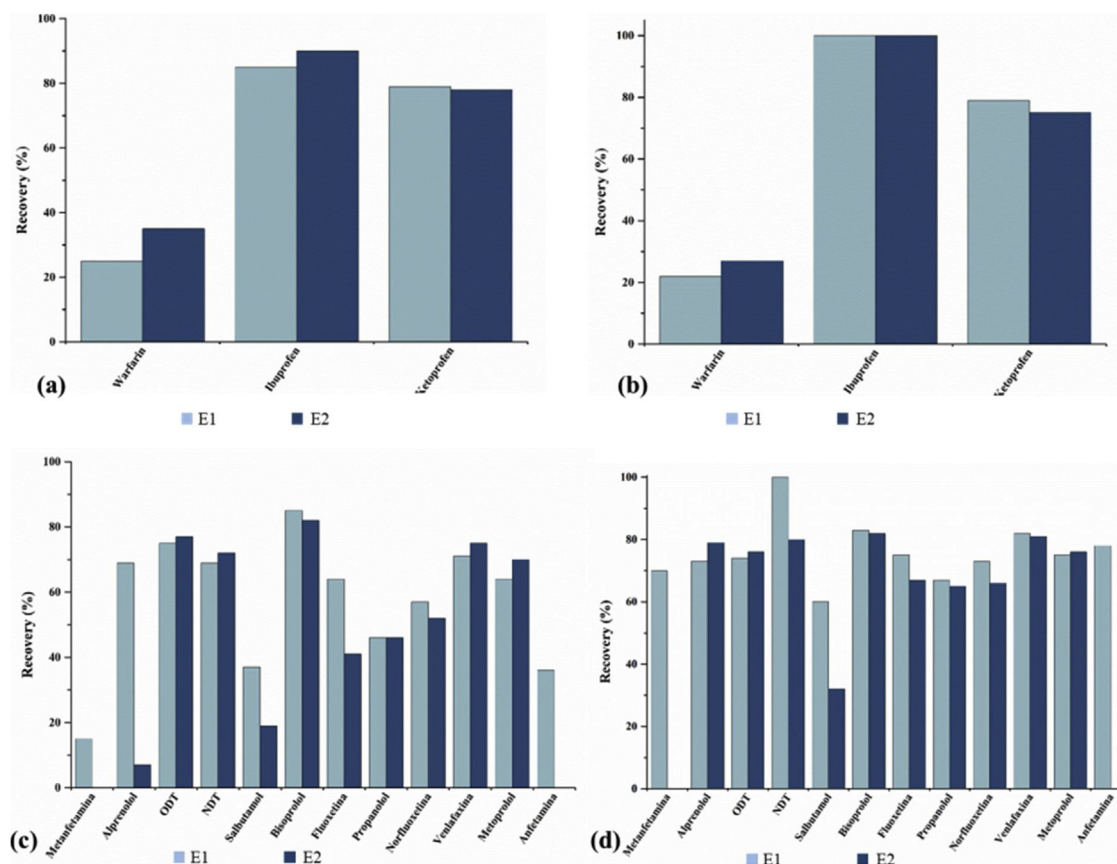 100
80
60
40
20
0
Recovery (%)
Warfarin
Ibuprofen
Ketoprofen
(a)
E1 E2
100
80
60
40
20
0
Recovery (%)
Warfarin
Ibuprofen
Ketoprofen
(b)
E1 E2
100
80
60
40
20
0
Recovery (%)
Metanfetamina
Alprenolol
ODT
NDT
Salbutamol
Bisoprolol
Fluoxetina
Propandol
Norfluoxetina
Venlafaxina
Metoprolol
Anfetamina
(c)
E1 E2
100
80
60
40
20
0
Recovery (%)
Metanfetamina
Alprenolol
ODT
NDT
Salbutamol
Bisoprolol
Fluoxetina
Propandol
Norfluoxetina
Venlafaxina
Metoprolol
Anfetamina
(d)
E1 E2